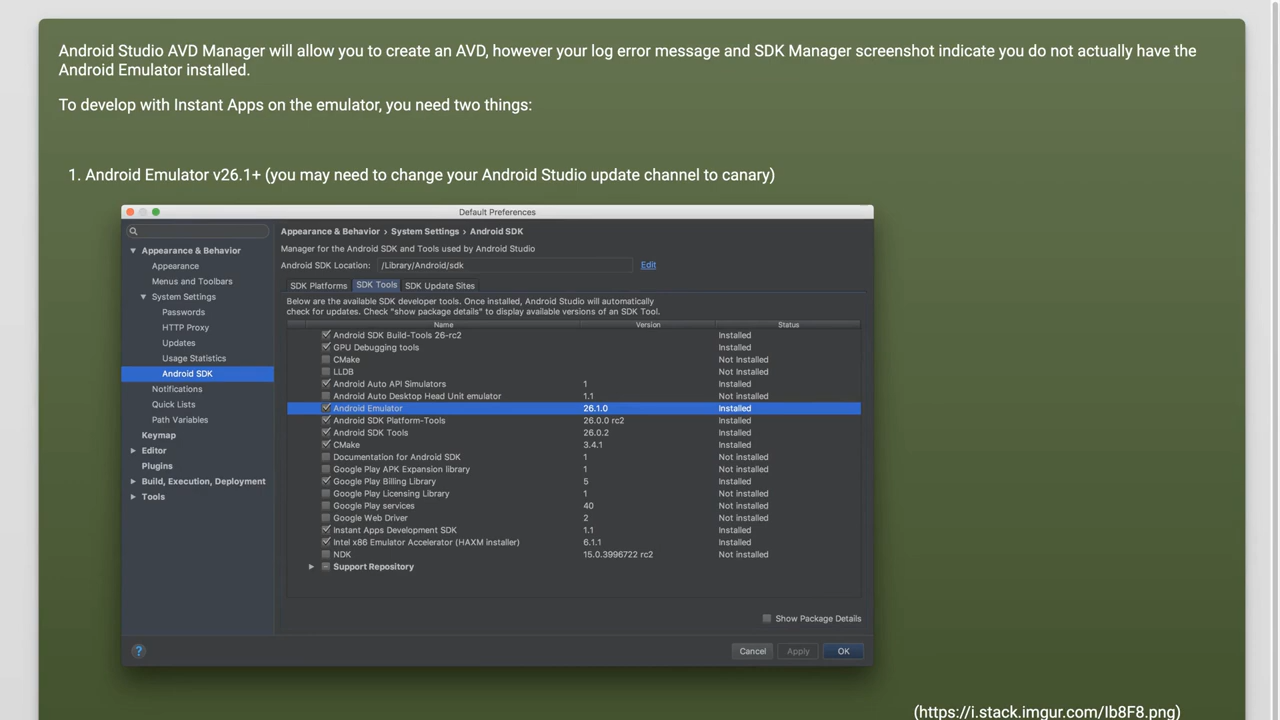 Android Studio AVD Manager will allow you to create an AVD, however your log error message and SDK Manager screenshot indicate you do not actually have the
Android Emulator installed.
To develop with Instant Apps on the emulator, you need two things:
1. Android Emulator v26.1+ (you may need to change your Android Studio update channel to canary)
Default Preferences
Appearance & Behavior
Appearance
Menus and Toolbars
System Settings
Passwords
HTTP Proxy
Updates
Usage Statistics
Android SDK
Notifications
Quick Lists
Path Variables
Keymap
Editor
Plugins
Build, Execution, Deployment
Tools
Appearance & Behavior › System Settings › Android SDK
Manager for the Android SDK and Tools used by Android Studio
Android SDK Location: /Library/Android/sdk Edit
SDK Platforms SDK Tools SDK Update Sites
Below are the available SDK developer tools. Once installed, Android Studio will automatically
check for updates. Check "show package details" to display available versions of an SDK Tool.
Name Version Status
Android SDK Build-Tools 26-rc2 Installed
GPU Debugging tools Installed
CMake Not Installed
LLDB Not Installed
Android Auto API Simulators 1 Installed
Android Auto Desktop Head Unit emulator 1.1 Not installed
Android Emulator 26.1.0 Installed
Android SDK Platform-Tools 26.0.0 rc2 Installed
Android SDK Tools 26.0.2 Installed
CMake 3.4.1 Installed
Documentation for Android SDK 1 Not installed
Google Play APK Expansion library 1 Not installed
Google Play Billing Library 5 Installed
Google Play Licensing Library 1 Not installed
Google Play services 40 Not installed
Google Web Driver 2 Not installed
Instant Apps Development SDK 1.1 Installed
Intel x86 Emulator Accelerator (HAXM installer) 6.1.1 Installed
NDK 15.0.3996722 rc2 Not installed
Support Repository
Show Package Details
? Cancel Apply OK
(https://i.stack.imgur.com/Ib8F8.png)